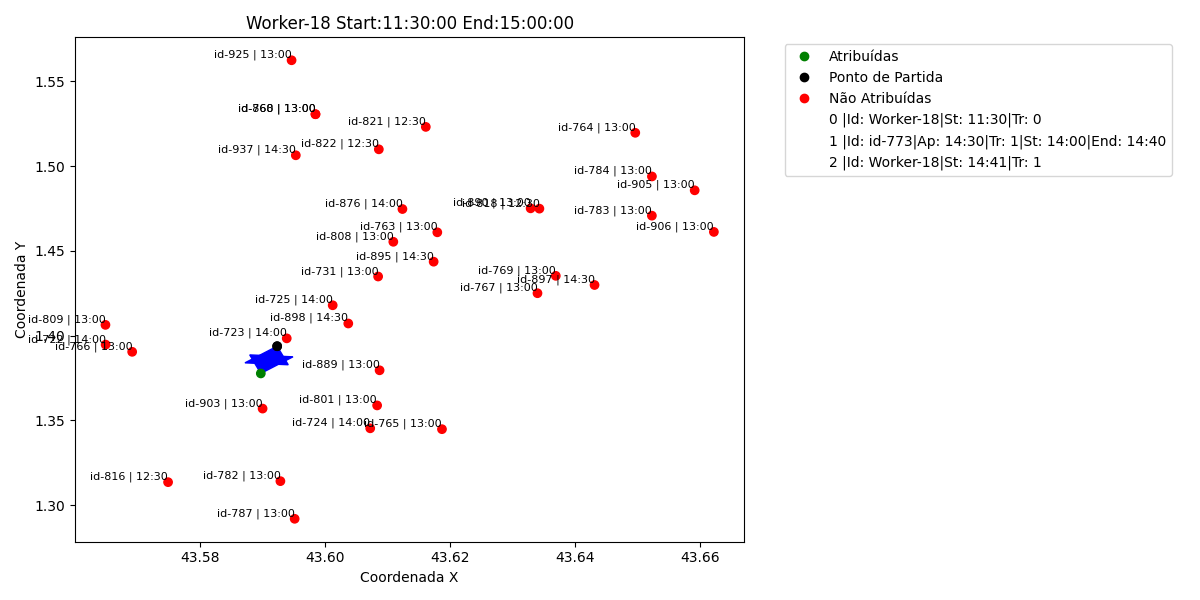 Worker-18 Start:11:30:00 End:15:00:00
Coordenada Y
1.55
1.50
1.45
1.40
1.35
1.30
id-925 | 13:00
id-821 | 12:30
id-764 | 13:00
id-822 | 12:30
id-937 | 14:30
id-784 | 13:00
id-905 | 13:00
id-876 | 14:00
id-890 | 13:00
id-818 | 12:30
id-783 | 13:00
id-763 | 13:00
id-906 | 13:00
id-808 | 13:00
id-895 | 14:30
id-731 | 13:00
id-769 | 13:00
id-897 | 14:30
id-767 | 13:00
id-725 | 14:00
id-809 | 13:00
id-898 | 14:30
id-723 | 14:00
id-766 | 13:00
id-889 | 13:00
id-903 | 13:00
id-801 | 13:00
id-724 | 14:00
id-765 | 13:00
id-816 | 12:30
id-782 | 13:00
id-787 | 13:00
43.58 43.60 43.62 43.64 43.66
Coordenada X
Atribuídas
Ponto de Partida
Não Atribuídas
0 |Id: Worker-18|St: 11:30|Tr: 0
1 |Id: id-773|Ap: 14:30|Tr: 1|St: 14:00|End: 14:40
2 |Id: Worker-18|St: 14:41|Tr: 1